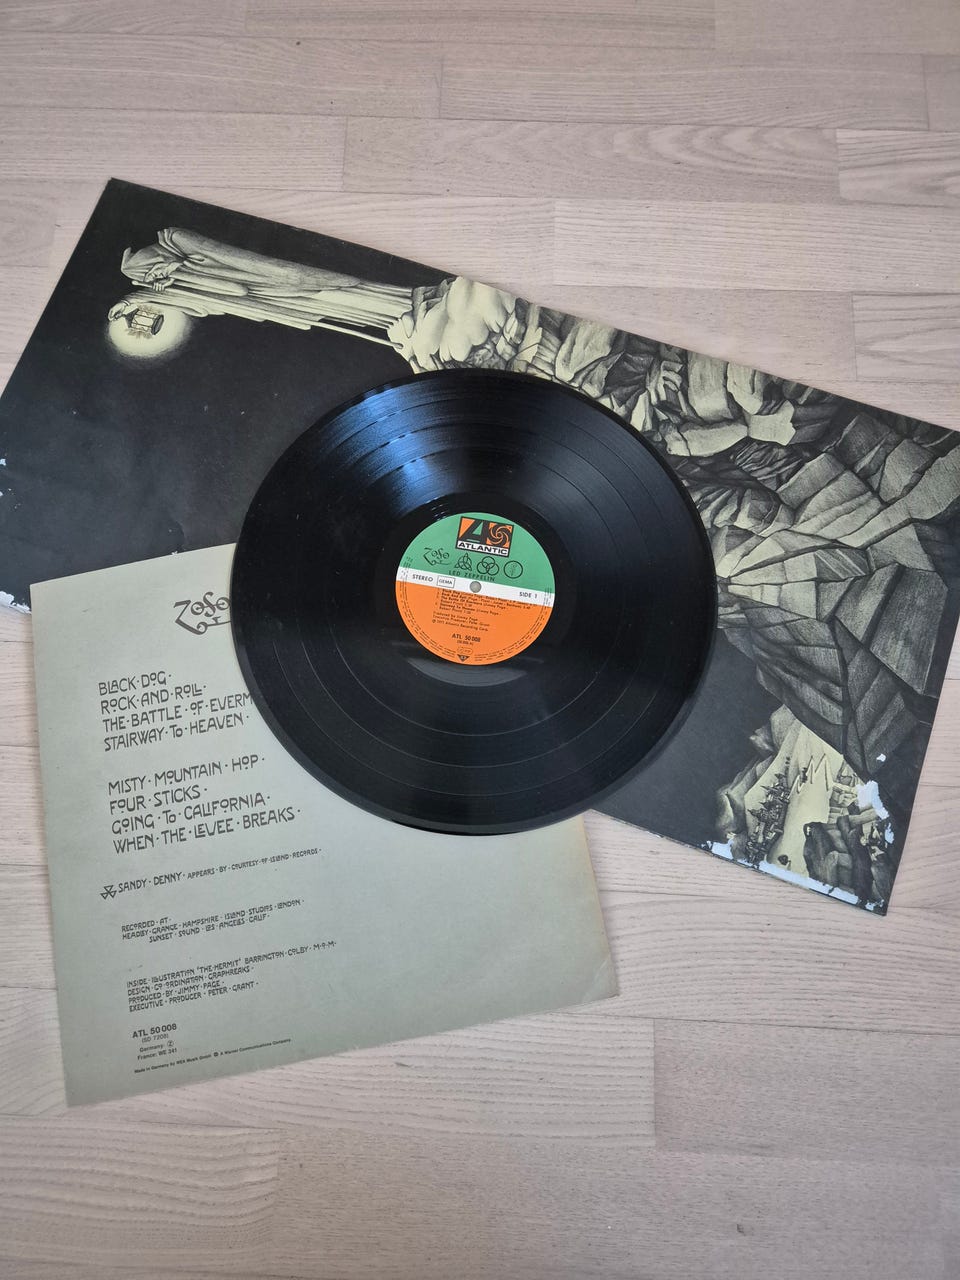 ATLANTIC
LED ZEPPELIN
STEREO
GEMA
SIDE 1
ATL 50 008
ZOSO
BLACK·DOG·
ROCK·AND·ROLL·
THE·BATTLE·OF·EVERM
STAIRWAY·TO·HEAVEN·
MISTY·MOUNTAIN·HOP·
FOUR·STICKS·
GOING·TO·CALIFORNIA·
WHEN·THE·LEVEE·BREAKS·
SANDY·DENNY·APPEARS·BY·COURTESY·OF·ISLAND·RECORDS·
RECORDED·AT·
HEADLEY·GRANGE·HAMPSHIRE·ISLAND·STUDIOS·LONDON·
SUNSET·SOUND·LOS·ANGELES·CALIF·
INSIDE·ILLUSTRATION·"THE·HERMIT"·BARRINGTON·COLBY·M·O·M·
DESIGN·CO·ORDINATION·GRAPHREAKS·
PRODUCED·BY·JIMMY·PAGE·
EXECUTIVE·PRODUCER·PETER·GRANT·
ATL 50 008
(SD 7208)
Germany: Ⓩ
France: WE 341
Made in Germany by WEA Musik GmbH A Warner Communications Company